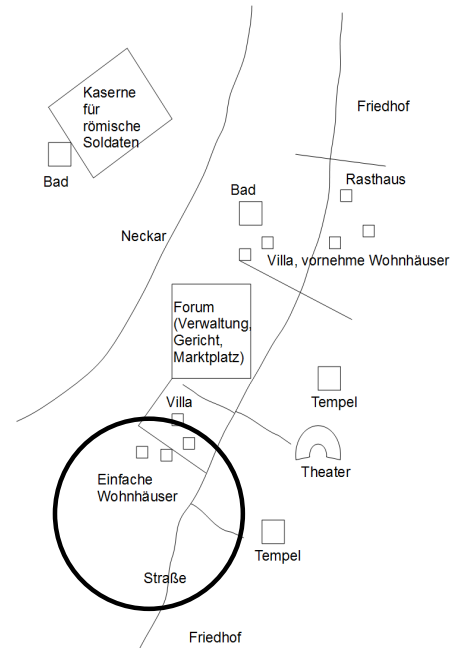 Kaserne
für
römische
Soldaten
Friedhof
Bad
Rasthaus
Bad
Neckar
Villa, vornehme Wohnhäuser
Forum
(Verwaltung,
Gericht,
Marktplatz)
Villa
Tempel
Theater
Einfache
Wohnhäuser
Tempel
Straße
Friedhof